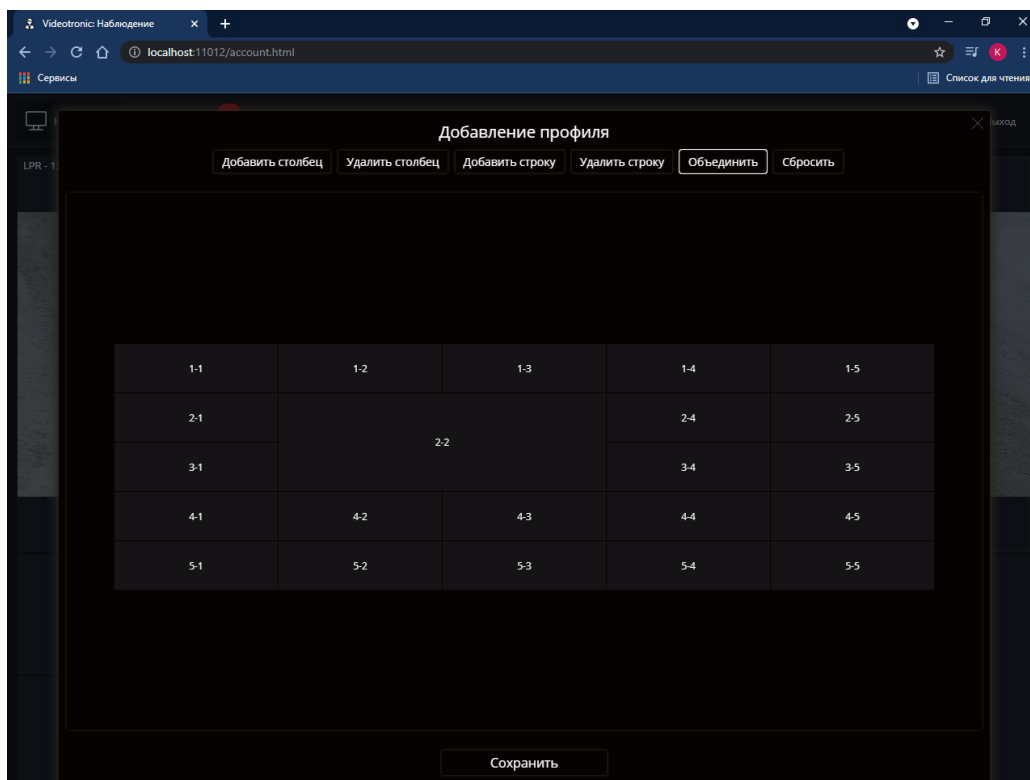 Videotronic: Наблюдение
localhost:11012/account.html
К
Сервисы
Список для чтения
Добавление профиля
ыход
LPR - 1
Добавить столбец Удалить столбец Добавить строку Удалить строку Объединить Сбросить
1-1 1-2 1-3 1-4 1-5
2-1 2-4 2-5
2-2
3-1 3-4 3-5
4-1 4-2 4-3 4-4 4-5
5-1 5-2 5-3 5-4 5-5
Сохранить